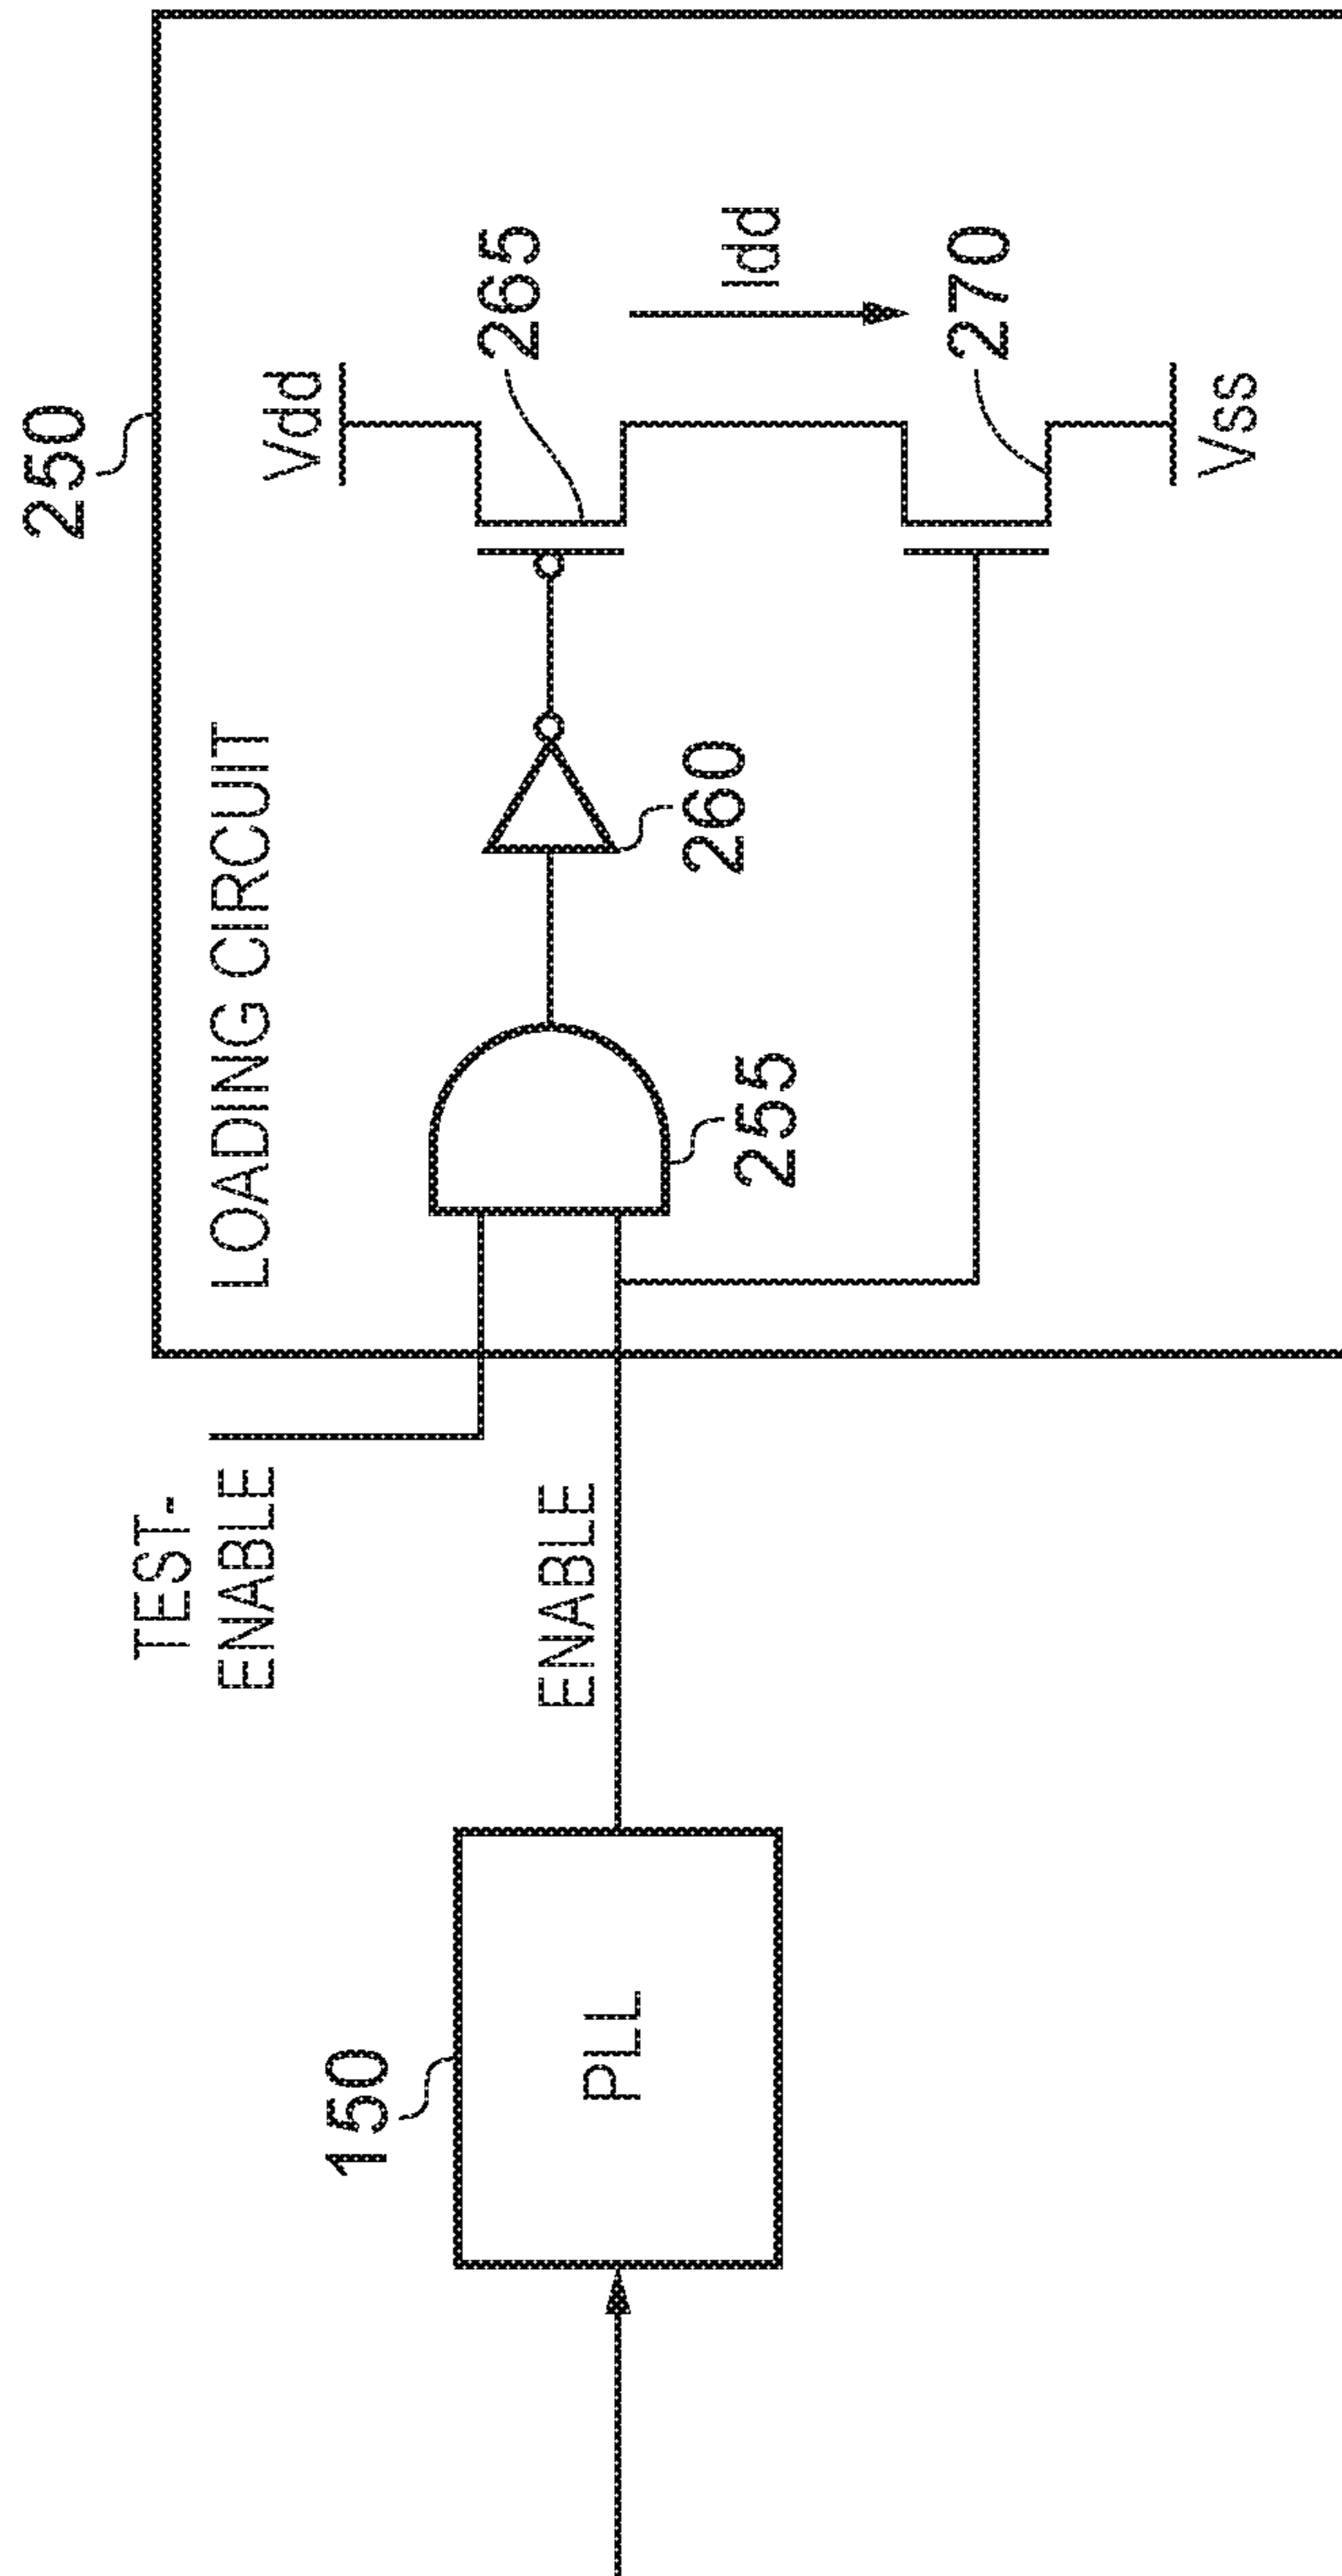 250
LOADING CIRCUIT
TEST-
ENABLE
Vdd
265
Idd
150
PLL
ENABLE
255
260
270
Vss